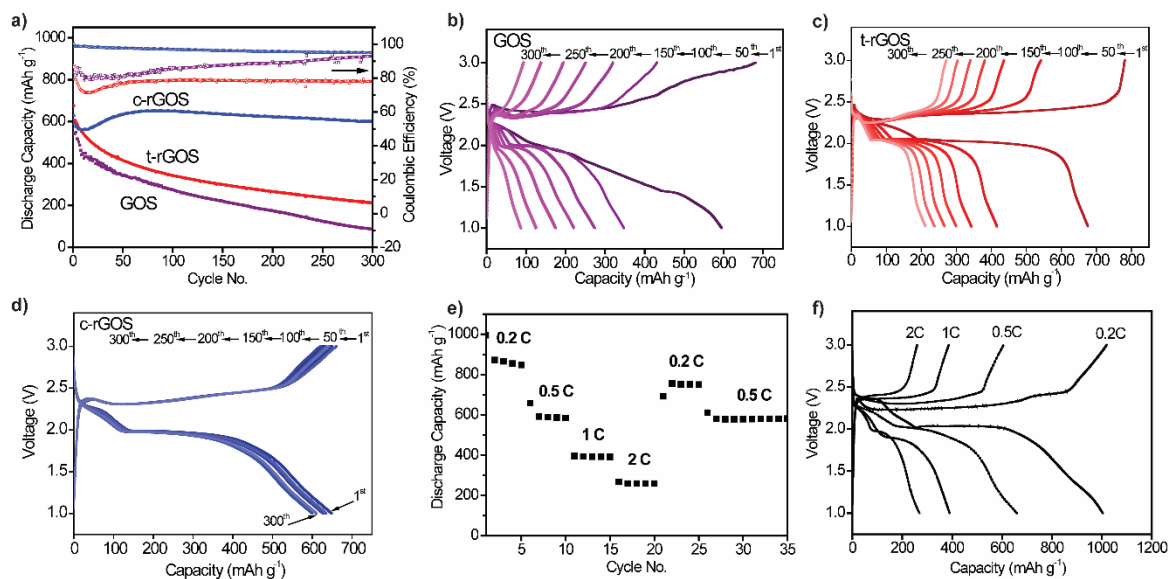 a)
1000
800
600
400
200
0
Discharge Capacity (mAh g⁻¹)
c-rGOS
t-rGOS
GOS
100
80
60
40
20
0
-10
-20
Coulombic Efficiency (%)
0 50 100 150 200 250 300
Cycle No.
b)
GOS
300th 250th 200th 150th 100th 50th 1st
3.0
2.5
2.0
1.5
1.0
Voltage (V)
0 100 200 300 400 500 600 700
Capacity (mAh g⁻¹)
c)
t-rGOS
300th 250th 200th 150th 100th 50th 1st
3.0
2.5
2.0
1.5
1.0
Voltage (V)
0 100 200 300 400 500 600 700 800
Capacity (mAh g⁻¹)
d)
c-rGOS
300th 250th 200th 150th 100th 50th 1st
3.0
2.5
2.0
1.5
1.0
Voltage (V)
1st
300th
0 100 200 300 400 500 600 700
Capacity (mAh g⁻¹)
e)
1000
800
600
400
200
0
Discharge Capacity (mAh g⁻¹)
0.2 C
0.5 C
1 C
2 C
0.2 C
0.5 C
5 10 15 20 25 30 35
Cycle No.
f)
2C 1C 0.5C 0.2C
3.0
2.5
2.0
1.5
1.0
Voltage (V)
0 200 400 600 800 1000 1200
Capacity (mAh g⁻¹)